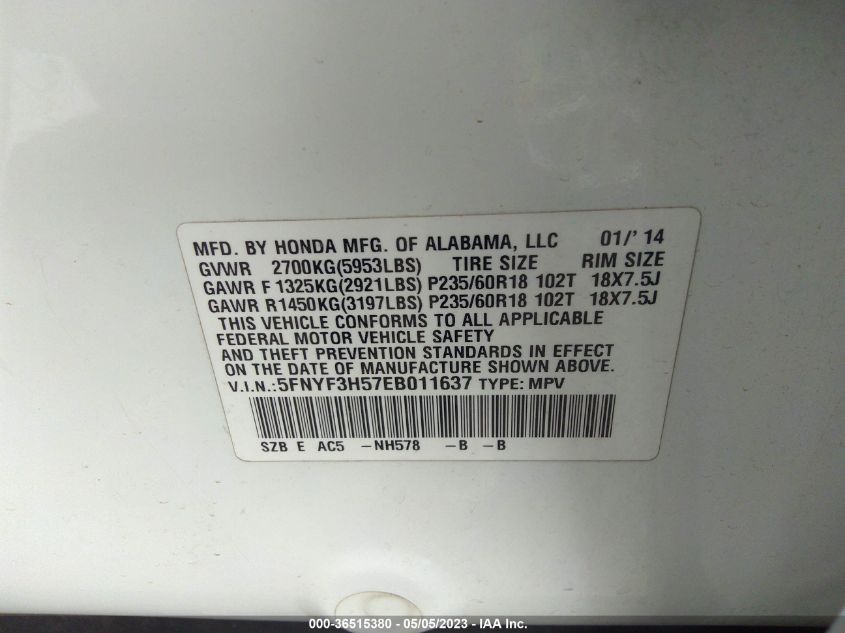 MFD. BY HONDA MFG. OF ALABAMA, LLC 01/' 14
GVWR 2700KG(5953LBS) TIRE SIZE RIM SIZE
GAWR F 1325KG(2921LBS) P235/60R18 102T 18X7.5J
GAWR R1450KG(3197LBS) P235/60R18 102T 18X7.5J
THIS VEHICLE CONFORMS TO ALL APPLICABLE
FEDERAL MOTOR VEHICLE SAFETY
AND THEFT PREVENTION STANDARDS IN EFFECT
ON THE DATE OF MANUFACTURE SHOWN ABOVE.
V.I.N.:5FNYF3H57EB011637 TYPE: MPV
SZB E AC5 -NH578 -B -B
000-36515380 - 05/05/2023 - IAA Inc.